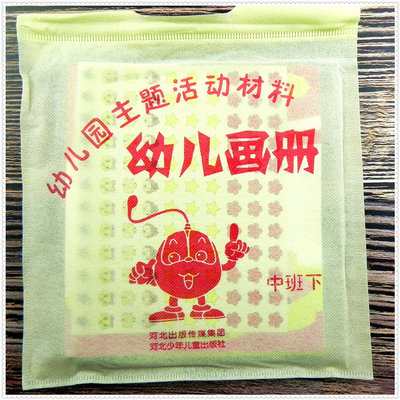 幼儿园主题活动材料
幼儿画册
中班下
河北出版传媒集团
河北少年儿童出版社